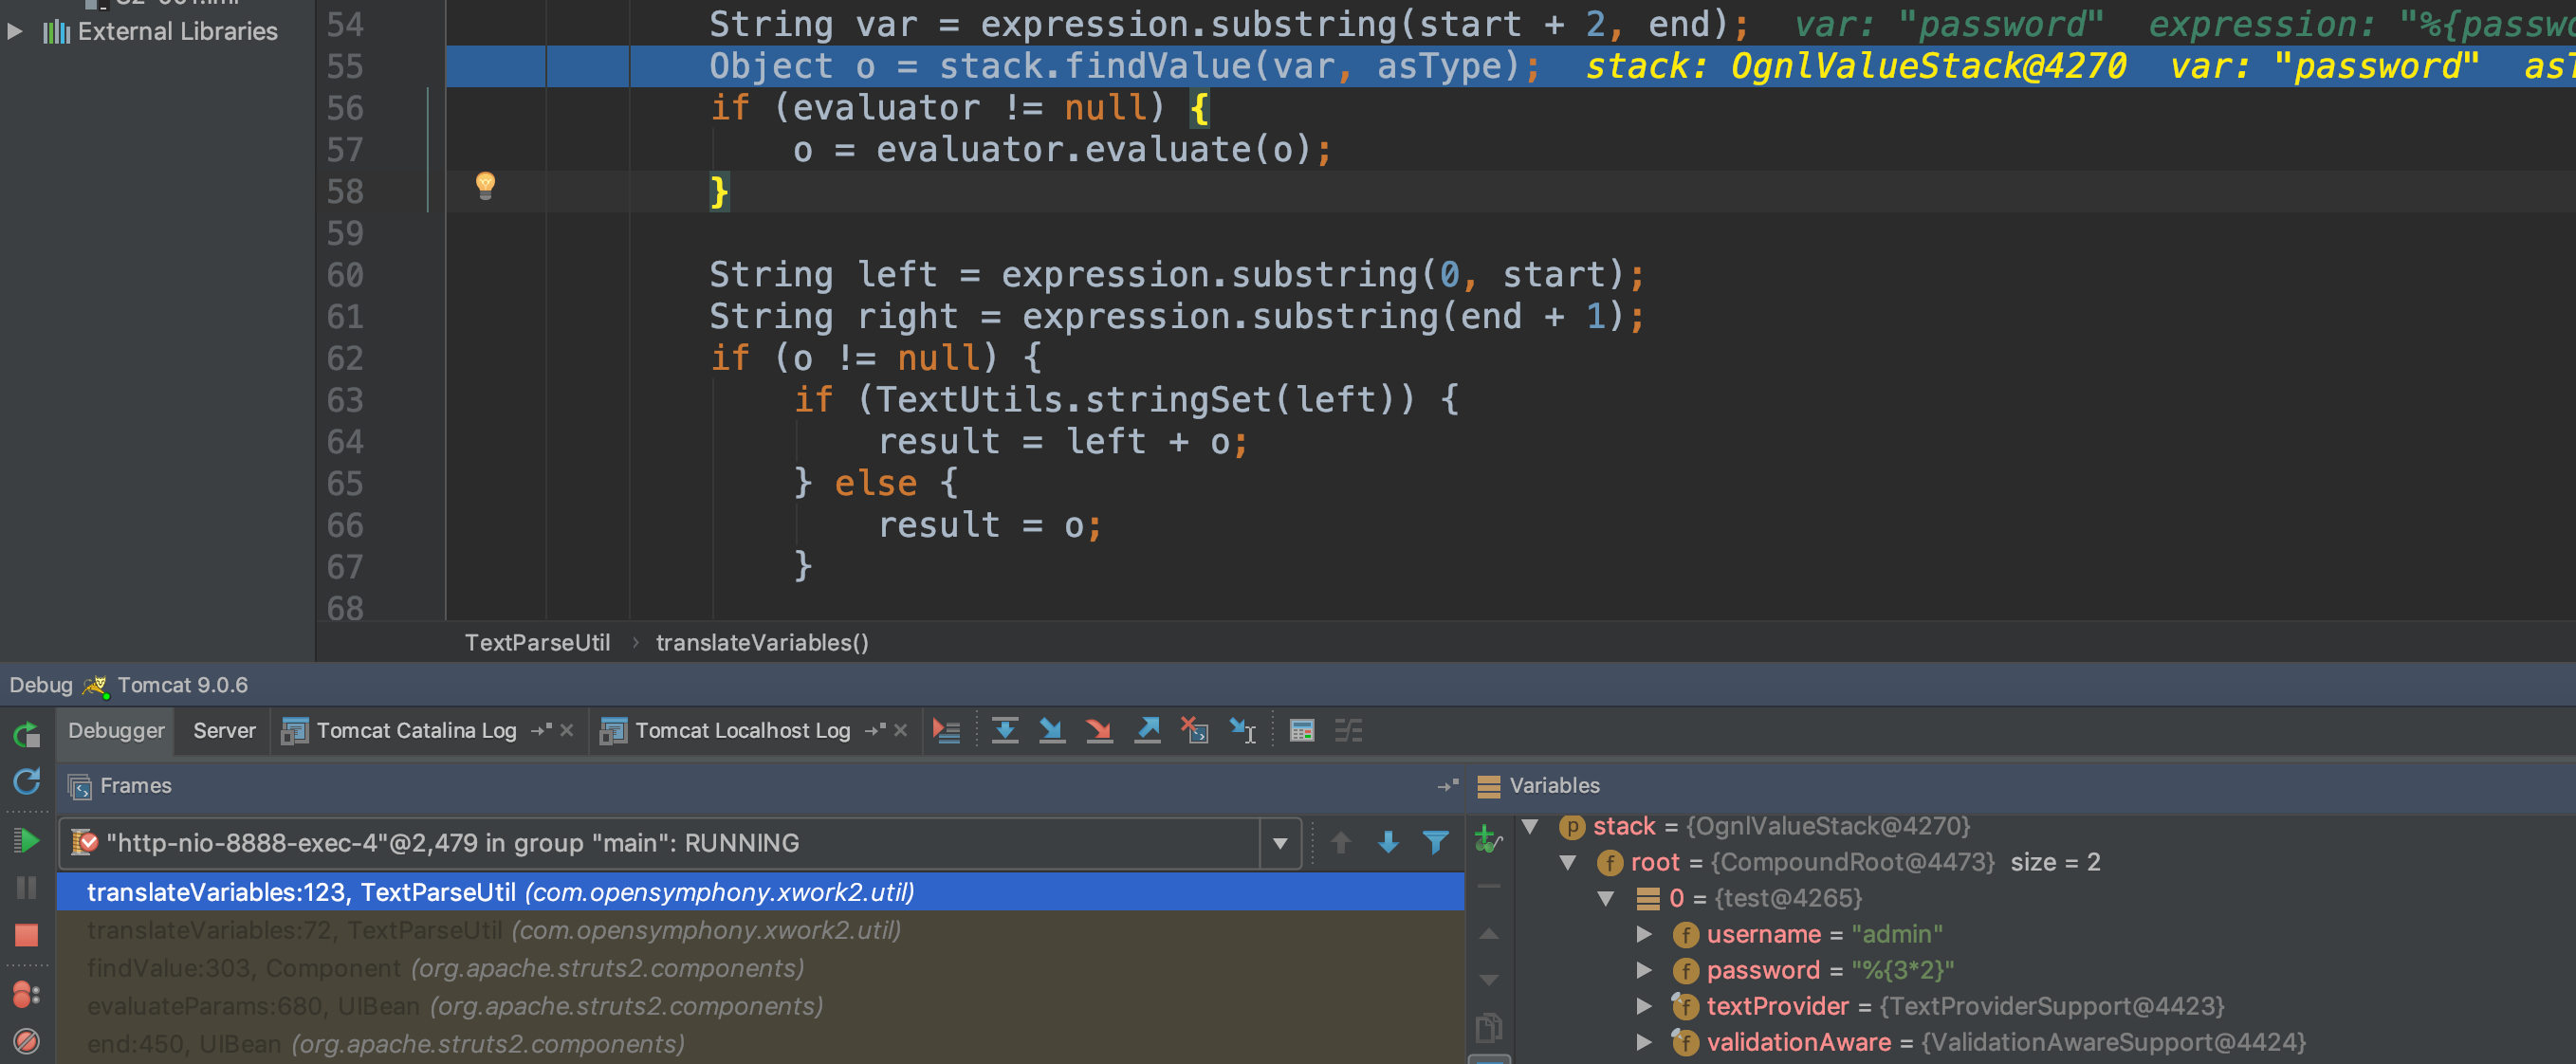 External Libraries
54 String var = expression.substring(start + 2, end); var: "password" expression: "%{passwo
55 Object o = stack.findValue(var, asType); stack: OgnlValueStack@4270 var: "password" asT
56 if (evaluator != null) {
57 o = evaluator.evaluate(o);
58 }
59
60 String left = expression.substring(0, start);
61 String right = expression.substring(end + 1);
62 if (o != null) {
63 if (TextUtils.stringSet(left)) {
64 result = left + o;
65 } else {
66 result = o;
67 }
68
TextParseUtil › translateVariables()
Debug Tomcat 9.0.6
Debugger Server Tomcat Catalina Log Tomcat Localhost Log
Frames
"http-nio-8888-exec-4"@2,479 in group "main": RUNNING
translateVariables:123, TextParseUtil (com.opensymphony.xwork2.util)
translateVariables:72, TextParseUtil (com.opensymphony.xwork2.util)
findValue:303, Component (org.apache.struts2.components)
evaluateParams:680, UIBean (org.apache.struts2.components)
end:450, UIBean (org.apache.struts2.components)
Variables
stack = {OgnlValueStack@4270}
root = {CompoundRoot@4473} size = 2
0 = {test@4265}
username = "admin"
password = "%{3*2}"
textProvider = {TextProviderSupport@4423}
validationAware = {ValidationAwareSupport@4424}